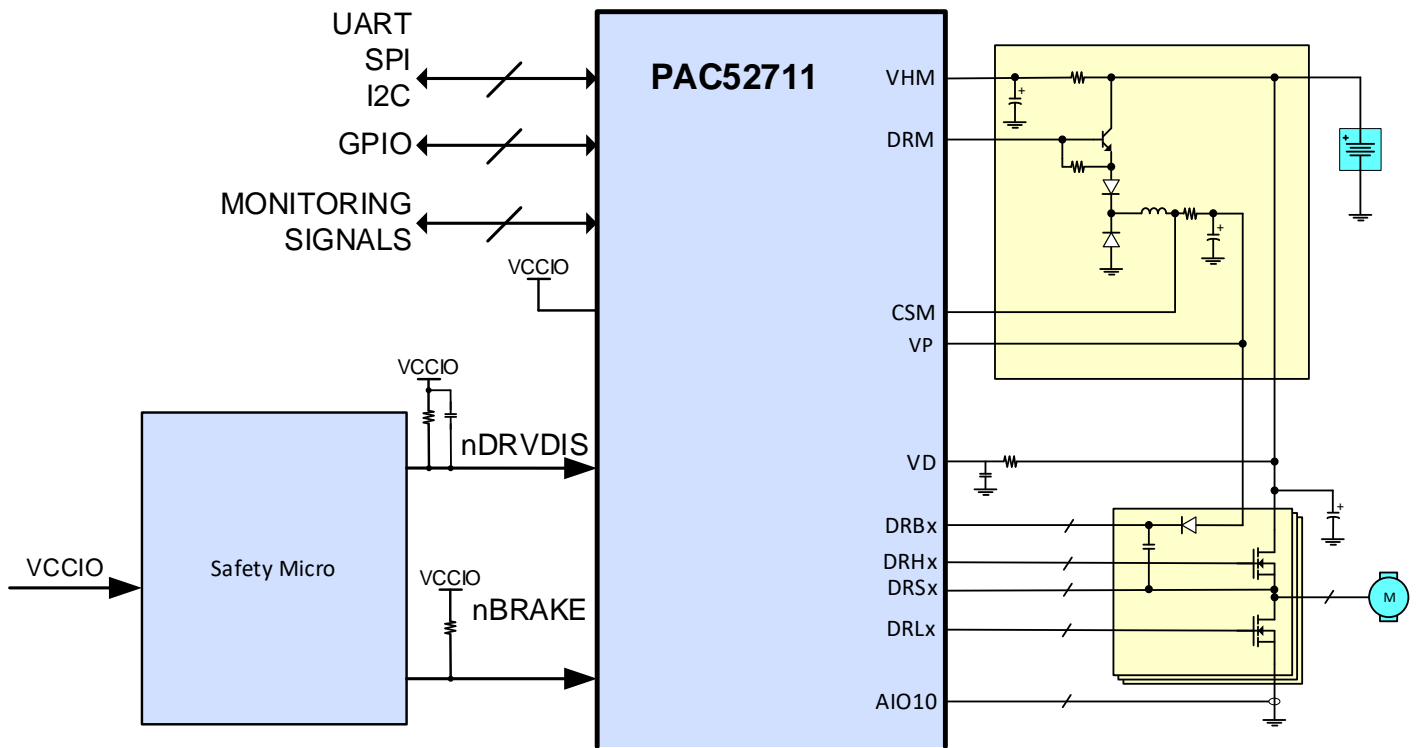 UART
SPI
I2C
GPIO
MONITORING
SIGNALS
VCCIO
PAC52711
VHM
DRM
CSM
VP
VD
DRBx
DRHx
DRSx
DRLx
AIO10
VCCIO
nDRVDIS
VCCIO
Safety Micro
VCCIO
nBRAKE
M
+
+
+
+